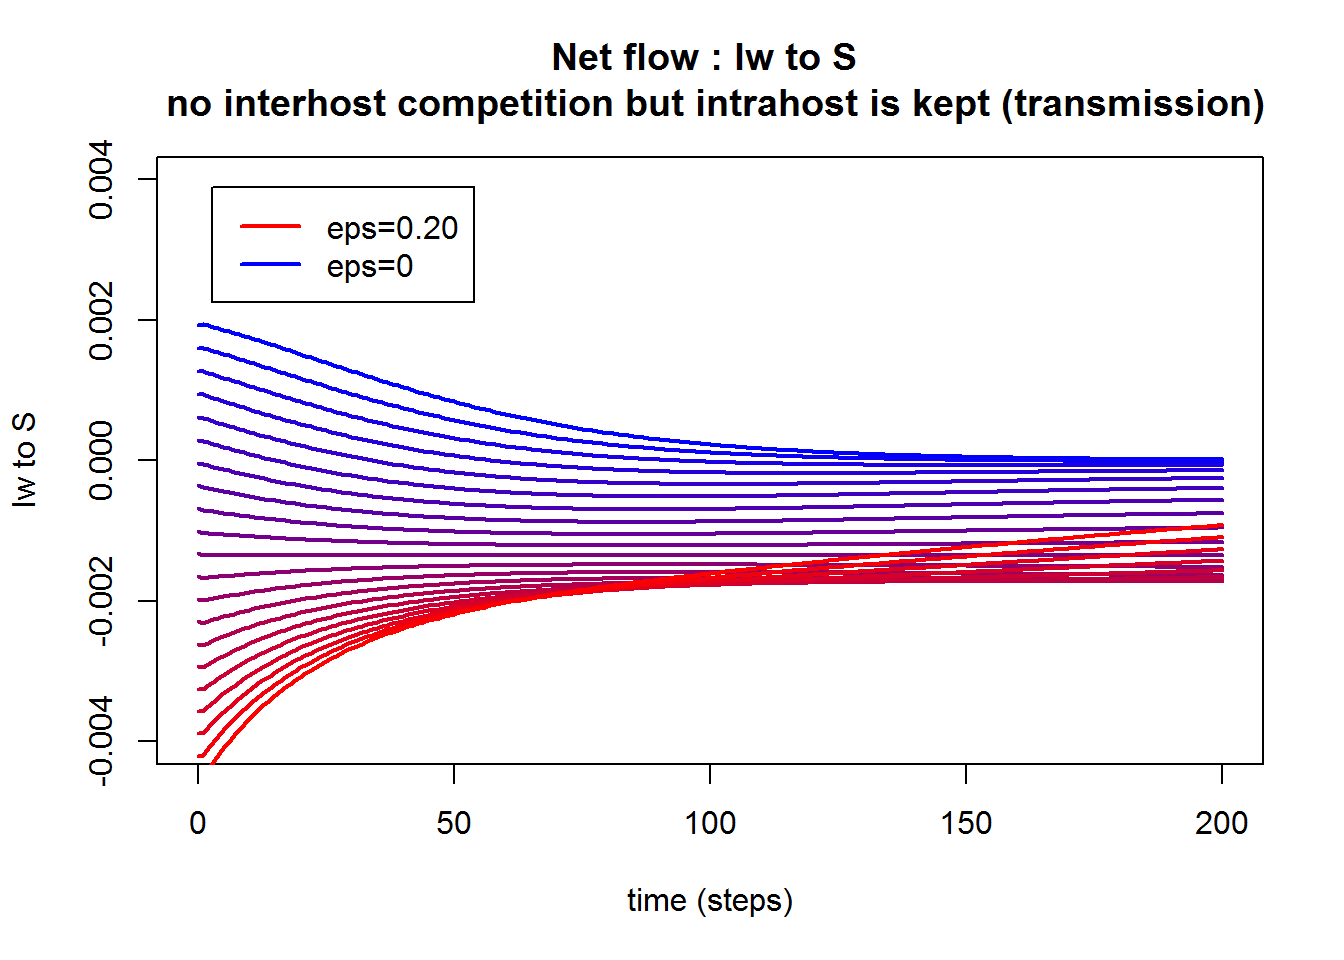 Net flow : Iw to S
no interhost competition but intrahost is kept (transmission)
0.004
0.002
0.000
-0.002
-0.004
Iw to S
eps=0.20
eps=0
0
50
100
150
200
time (steps)